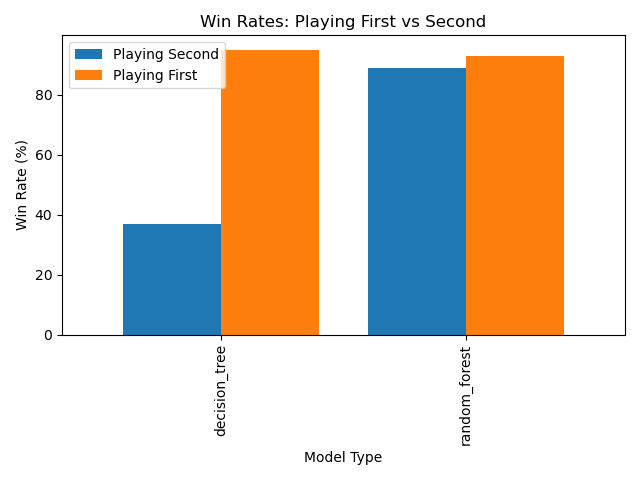 Win Rates: Playing First vs Second
Playing Second
Playing First
Win Rate (%)
80
60
40
20
0
decision_tree
random_forest
Model Type